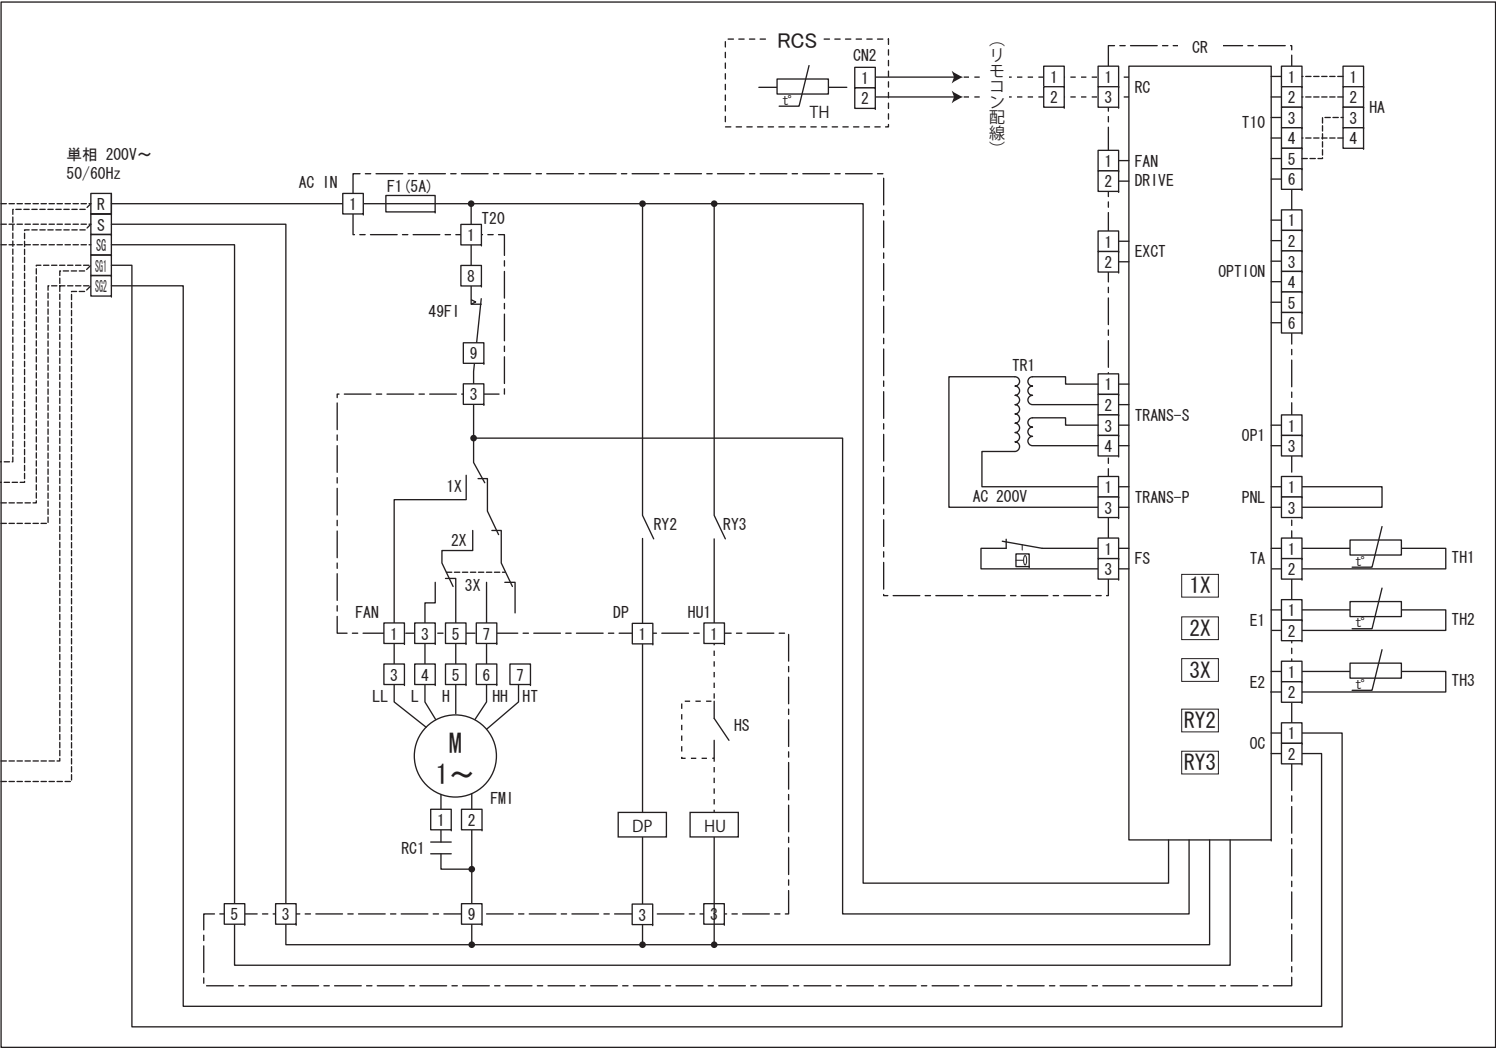 RCS
CN2
1
2
t°
TH
(リモコン配線)
1
2
CR
1
3
RC
1
2
3
4
5
6
T10
1
2
3
4
HA
1
2
FAN
DRIVE
1
2
EXCT
1
2
3
4
5
6
OPTION
単相 200V〜
50/60Hz
R
S
SG
SG1
SG2
AC IN
1
F1(5A)
T20
1
8
49FI
9
3
1X
2X
3X
RY2
RY3
FAN
1
3
5
7
DP
1
HU1
1
3
4
5
6
7
LL
L
H
HH
HT
M
1〜
FMI
1
2
RC1
HS
DP
HU
5
3
9
3
3
TR1
1
2
3
4
TRANS-S
AC 200V
1
3
TRANS-P
1
3
FS
OP1
1
3
PNL
1
3
TA
1
2
t°
TH1
E1
1
2
t°
TH2
E2
1
2
t°
TH3
OC
1
2
1X
2X
3X
RY2
RY3